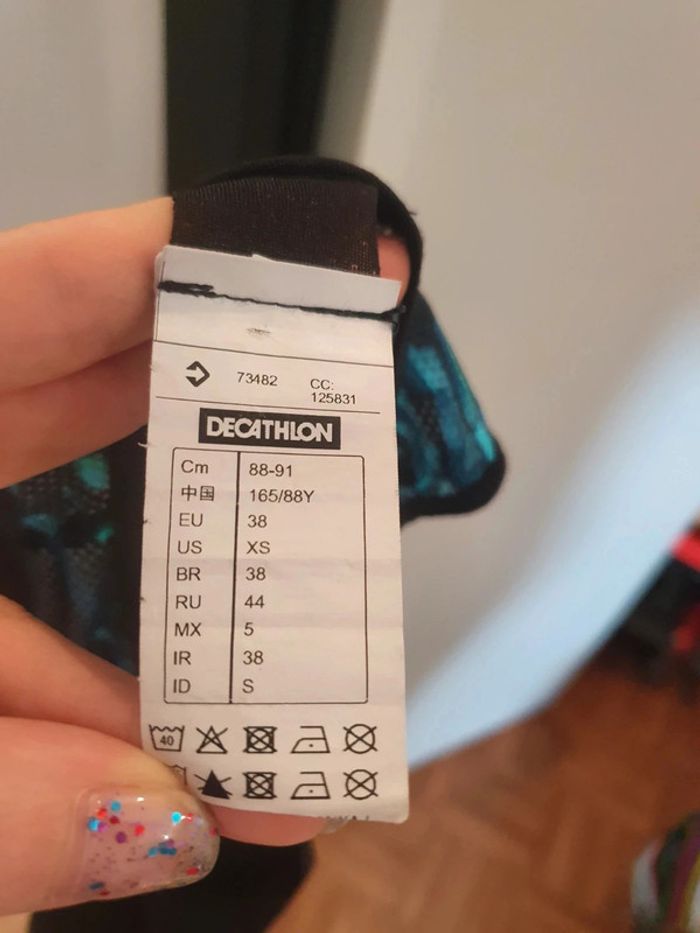 73482 CC:
125831
DECATHLON
Cm 88-91
中国 165/88Y
EU 38
US XS
BR 38
RU 44
MX 5
IR 38
ID S
40